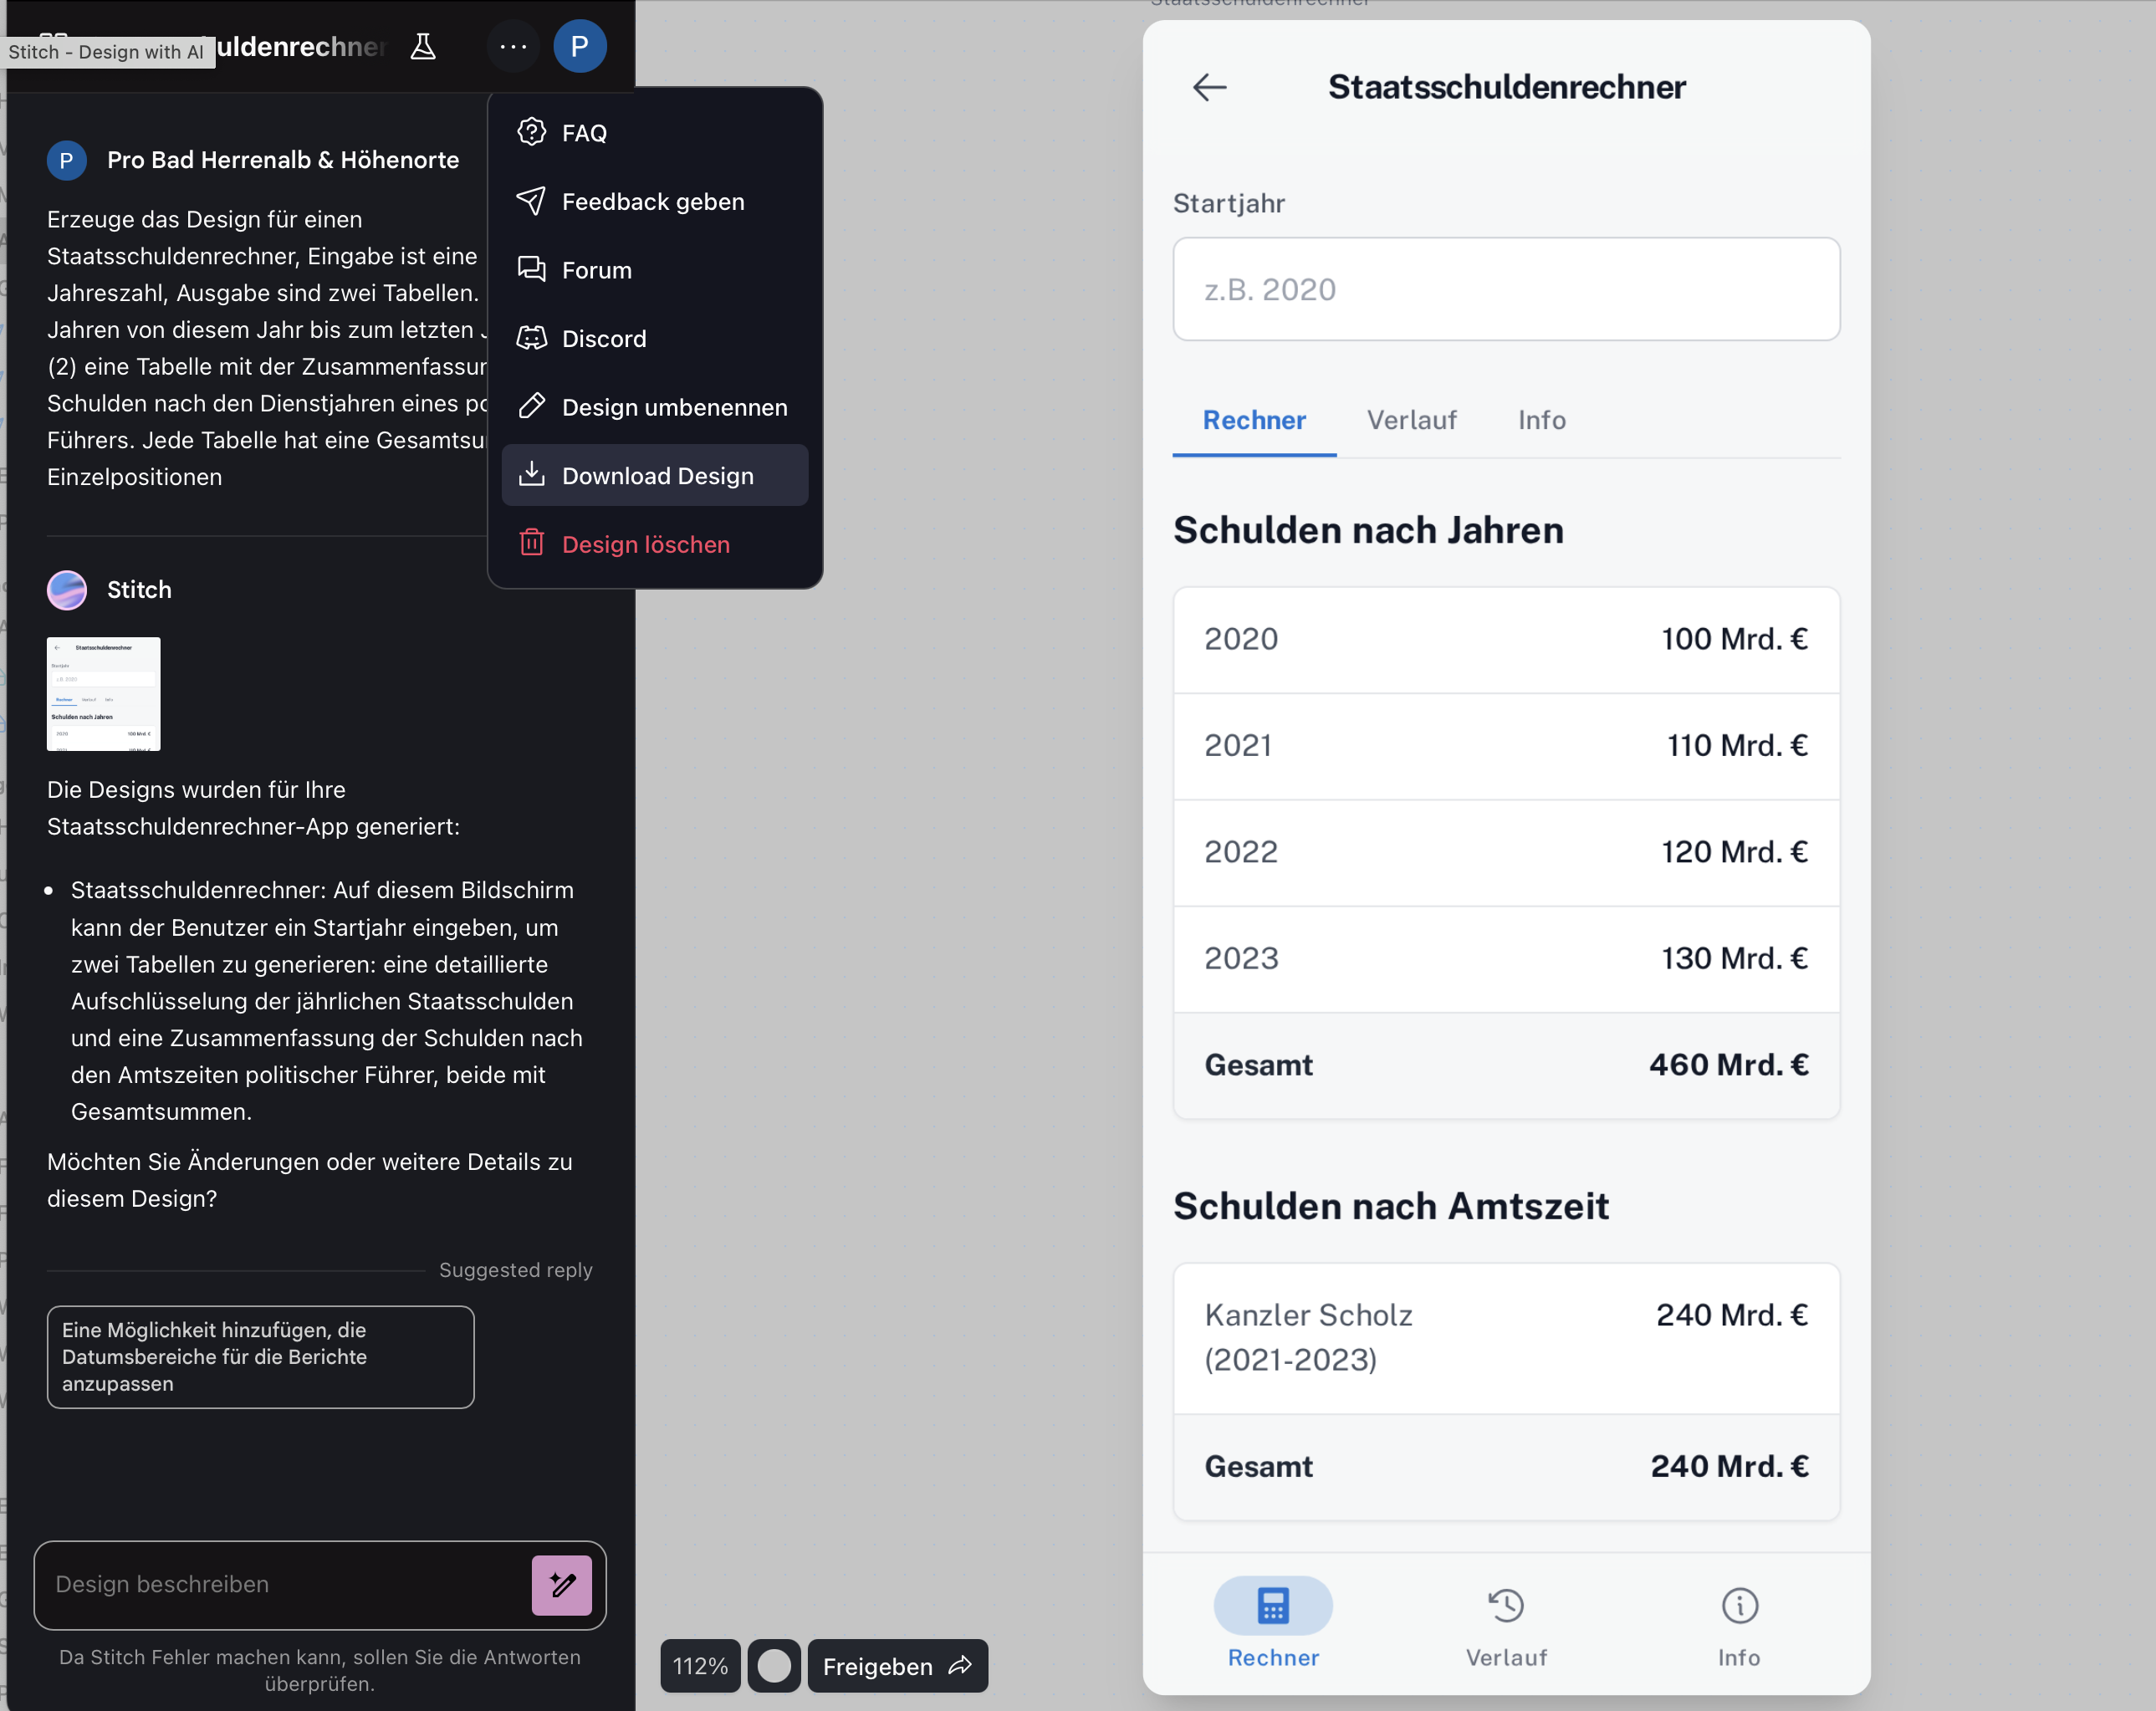 Stitch - Design with AI
uldenrechner
P
P
Pro Bad Herrenalb & Höhenorte
Erzeuge das Design für einen
Staatsschuldenrechner, Eingabe ist eine
Jahreszahl, Ausgabe sind zwei Tabellen.
Jahren von diesem Jahr bis zum letzten
(2) eine Tabelle mit der
Schulden nach den Dienstjahren eines
Führers. Jede Tabelle hat eine
Einzelpositionen
FAQ
Feedback geben
Forum
Discord
Design umbenennen
Download Design
Design löschen
Stitch
Die Designs wurden für Ihre
Staatsschuldenrechner-App generiert:
• Staatsschuldenrechner: Auf diesem Bildschirm
kann der Benutzer ein Startjahr eingeben, um
zwei Tabellen zu generieren: eine detaillierte
Aufschlüsselung der jährlichen Staatsschulden
und eine Zusammenfassung der Schulden nach
den Amtszeiten politischer Führer, beide mit
Gesamtsummen.
Möchten Sie Änderungen oder weitere Details zu
diesem Design?
Suggested reply
Eine Möglichkeit hinzufügen, die
Datumsbereiche für die Berichte
anzupassen
Design beschreiben
Da Stitch Fehler machen kann, sollen Sie die Antworten
überprüfen.
112%
Freigeben
Staatsschuldenrechner
Staatsschuldenrechner
Startjahr
z.B. 2020
Rechner Verlauf Info
Schulden nach Jahren
2020 100 Mrd. €
2021 110 Mrd. €
2022 120 Mrd. €
2023 130 Mrd. €
Gesamt 460 Mrd. €
Schulden nach Amtszeit
Kanzler Scholz 240 Mrd. €
(2021-2023)
Gesamt 240 Mrd. €
Rechner Verlauf Info